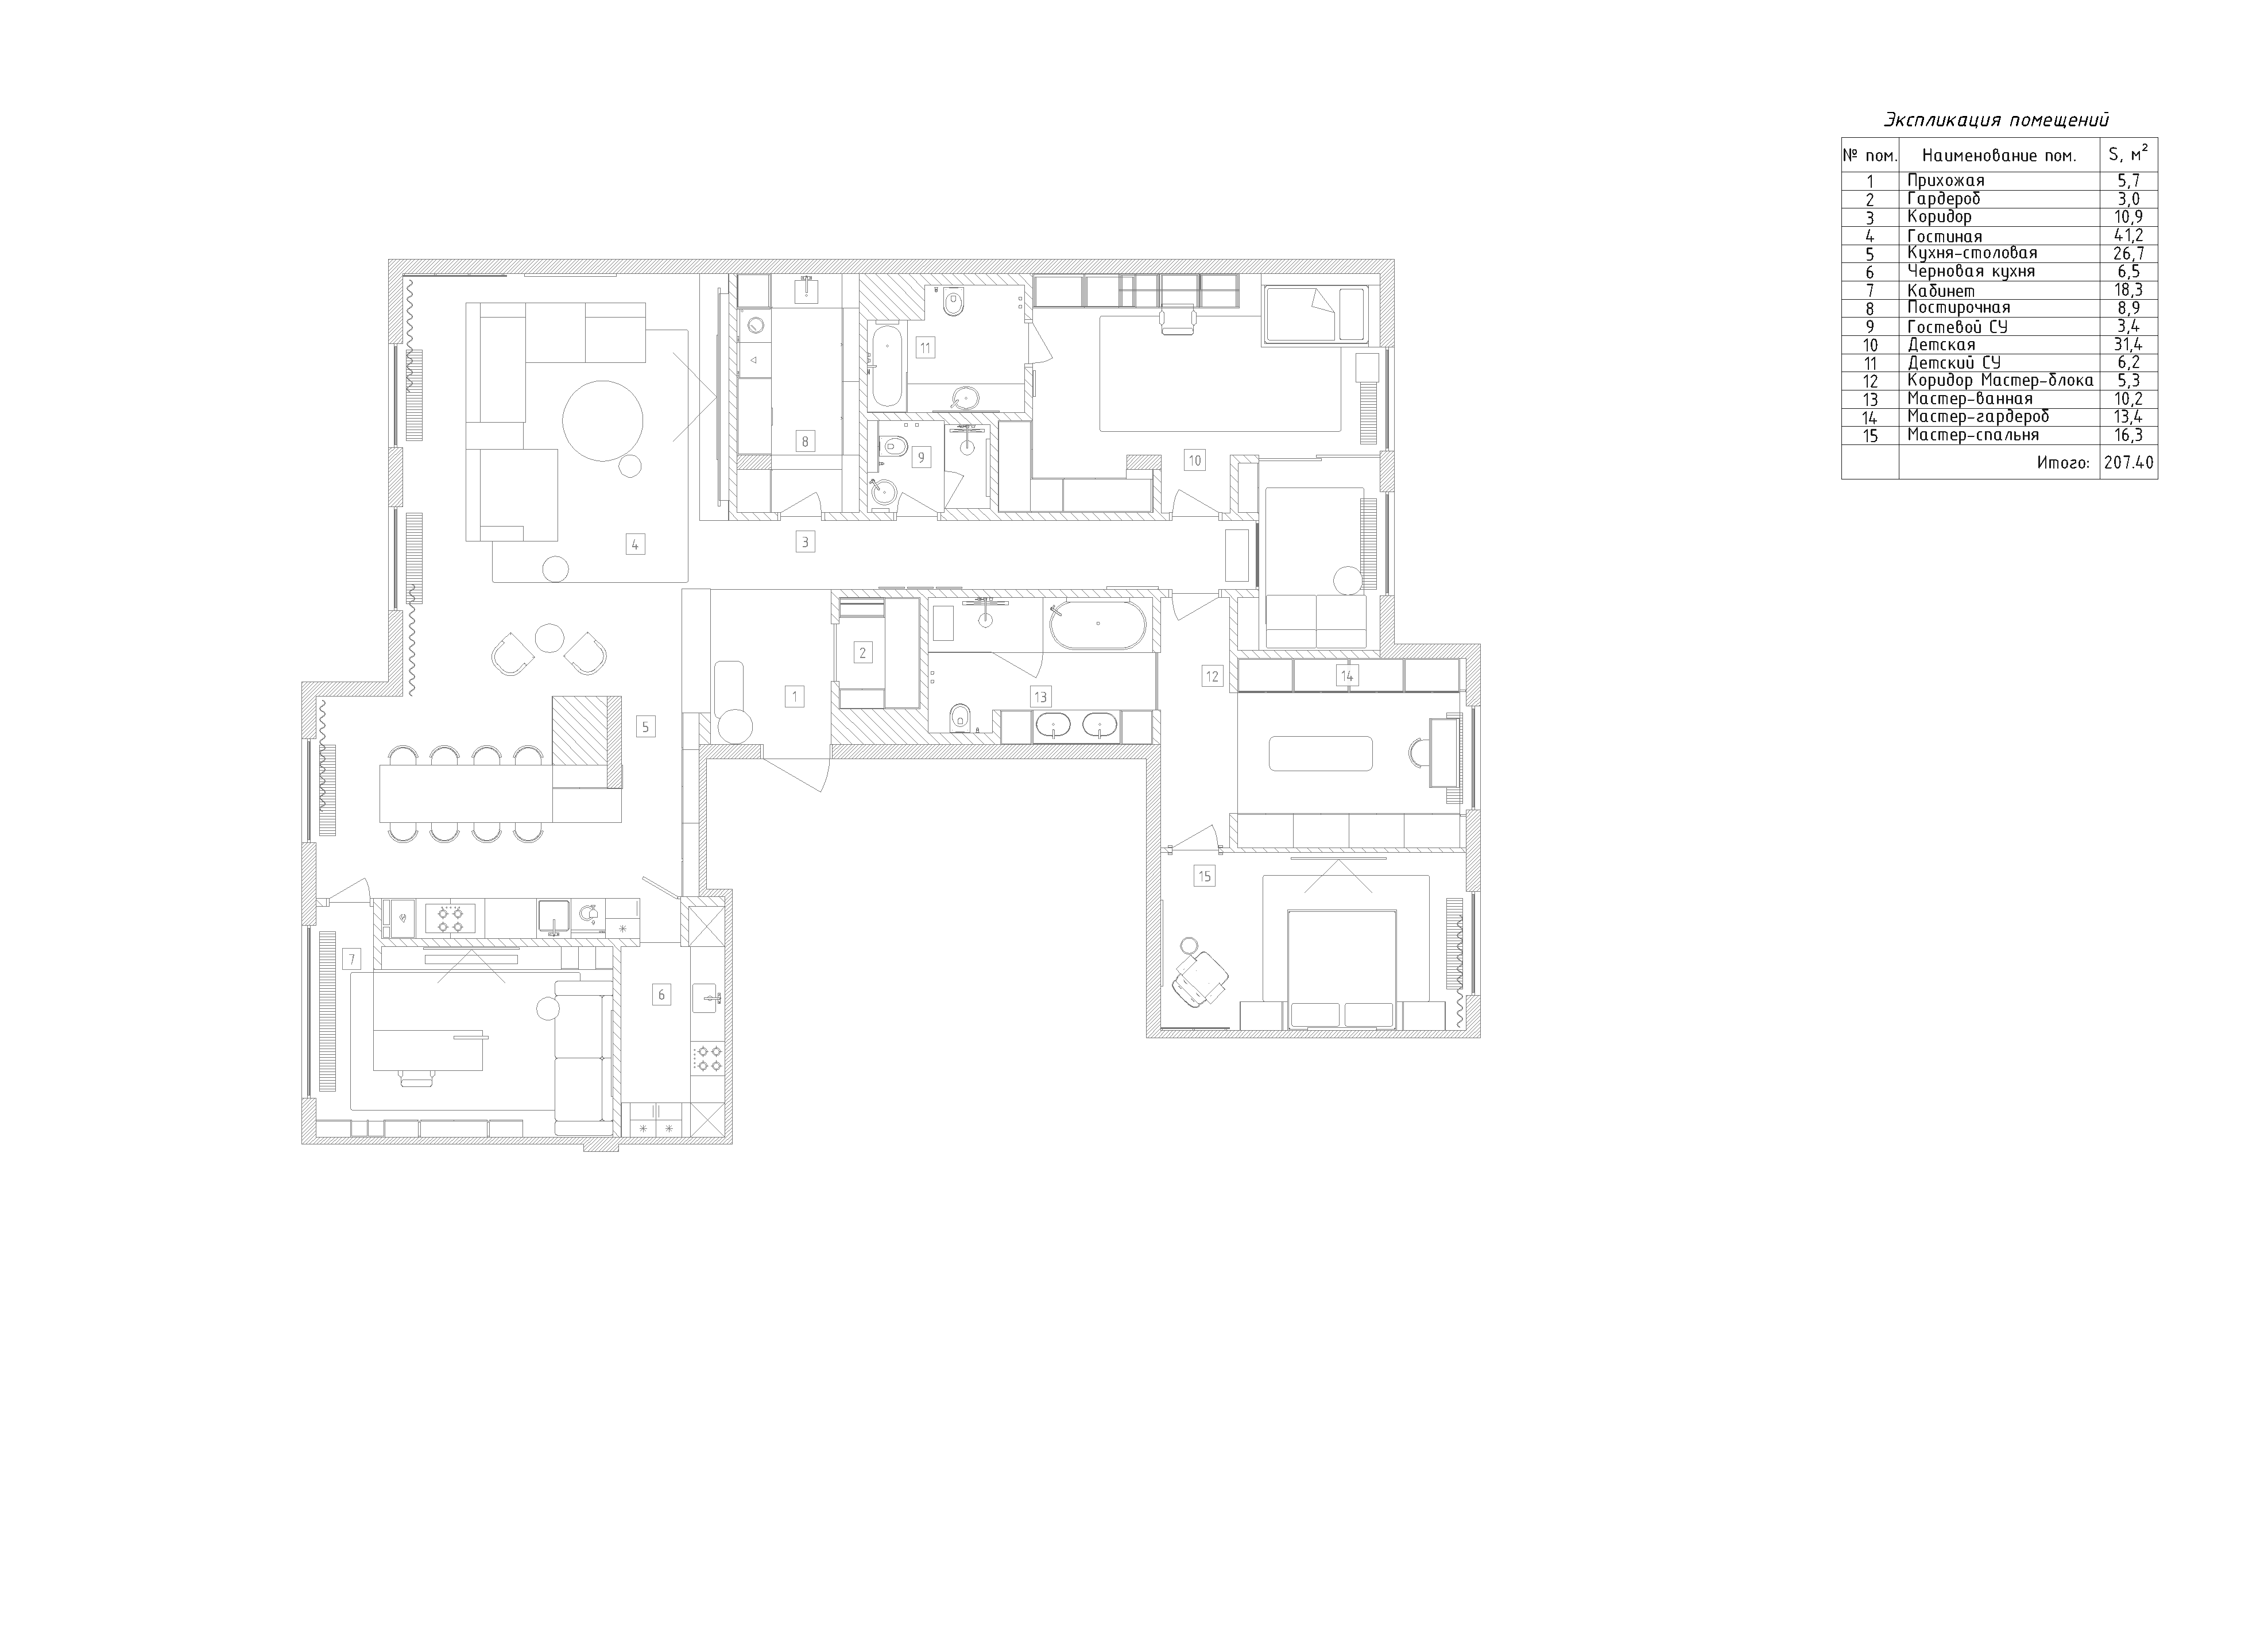 Экспликация помещений
№ пом. Наименование пом. S, м²
1 Прихожая 5,7
2 Гардероб 3,0
3 Коридор 10,9
4 Гостиная 41,2
5 Кухня-столовая 26,7
6 Черновая кухня 6,5
7 Кабинет 18,3
8 Постирочная 8,9
9 Гостевой СУ 3,4
10 Детская 31,4
11 Детский СУ 6,2
12 Коридор Мастер-блока 5,3
13 Мастер-ванная 10,2
14 Мастер-гардероб 13,4
15 Мастер-спальня 16,3
Итого: 207.40
11
8
9
10
4
3
2
1
13
12
14
5
15
7
6